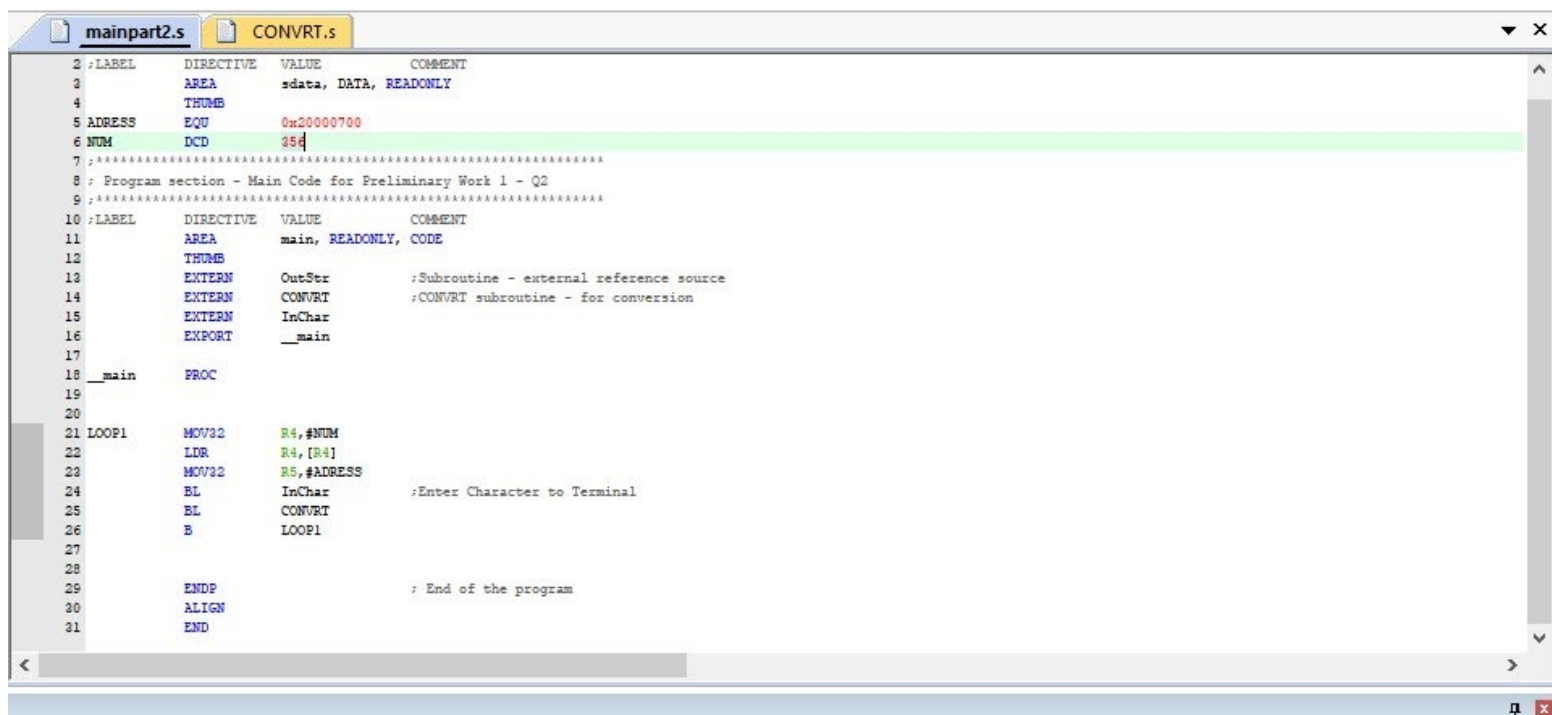 mainpart2.s CONVRT.s
2 ;LABEL DIRECTIVE VALUE COMMENT
3 AREA sdata, DATA, READONLY
4 THUMB
5 ADRESS EQU 0x20000700
6 NUM DCD 356
7 ;***************************************************************
8 ; Program section - Main Code for Preliminary Work 1 - Q2
9 ;***************************************************************
10 ;LABEL DIRECTIVE VALUE COMMENT
11 AREA main, READONLY, CODE
12 THUMB
13 EXTERN OutStr ;Subroutine - external reference source
14 EXTERN CONVRT ;CONVRT subroutine - for conversion
15 EXTERN InChar
16 EXPORT __main
17
18 __main PROC
19
20
21 LOOP1 MOV32 R4,#NUM
22 LDR R4,[R4]
23 MOV32 R5,#ADRESS
24 BL InChar ;Enter Character to Terminal
25 BL CONVRT
26 B LOOP1
27
28
29 ENDP ; End of the program
30 ALIGN
31 END